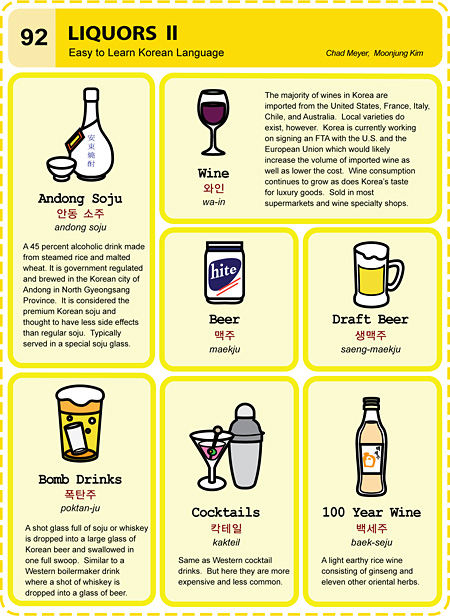 92
LIQUORS II
Easy to Learn Korean Language
Chad Meyer, Moonjung Kim
安東燒酎
Andong Soju
안동 소주
andong soju
A 45 percent alcoholic drink made
from steamed rice and malted
wheat. It is government regulated
and brewed in the Korean city of
Andong in North Gyeongsang
Province. It is considered the
premium Korean soju and
thought to have less side effects
than regular soju. Typically
served in a special soju glass.
Wine
와인
wa-in
The majority of wines in Korea are
imported from the United States, France, Italy,
Chile, and Australia. Local varieties do
exist, however. Korea is currently working
on signing an FTA with the U.S. and the
European Union which would likely
increase the volume of imported wine as
well as lower the cost. Wine consumption
continues to grow as does Korea's taste
for luxury goods. Sold in most
supermarkets and wine specialty shops.
hite
Beer
맥주
maekju
Draft Beer
생맥주
saeng-maekju
Bomb Drinks
폭탄주
poktan-ju
A shot glass full of soju or whiskey
is dropped into a large glass of
Korean beer and swallowed in
one full swoop. Similar to a
Western boilermaker drink
where a shot of whiskey is
dropped into a glass of beer.
Cocktails
칵테일
kakteil
Same as Western cocktail
drinks. But here they are more
expensive and less common.
100 Year Wine
백세주
baek-seju
A light earthy rice wine
consisting of ginseng and
eleven other oriental herbs.